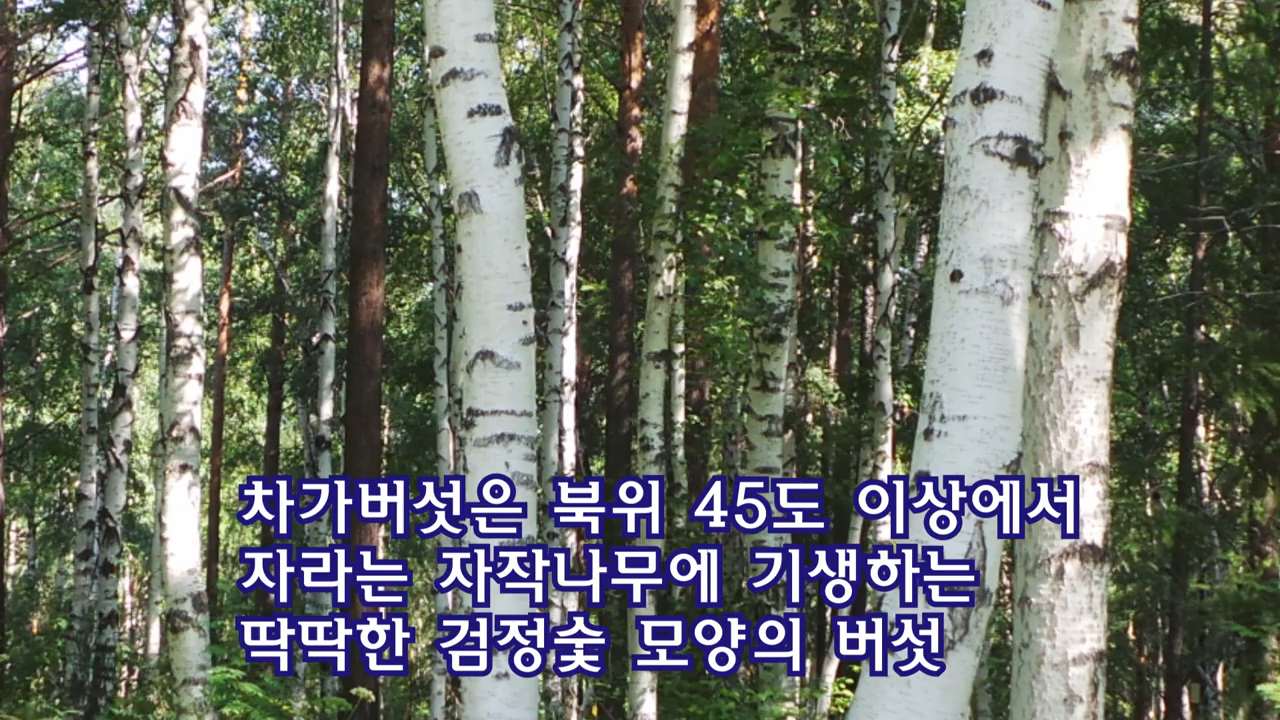 차가버섯은 북위 45도 이상에서
자라는 자작나무에 기생하는
딱딱한 검정숯 모양의 버섯